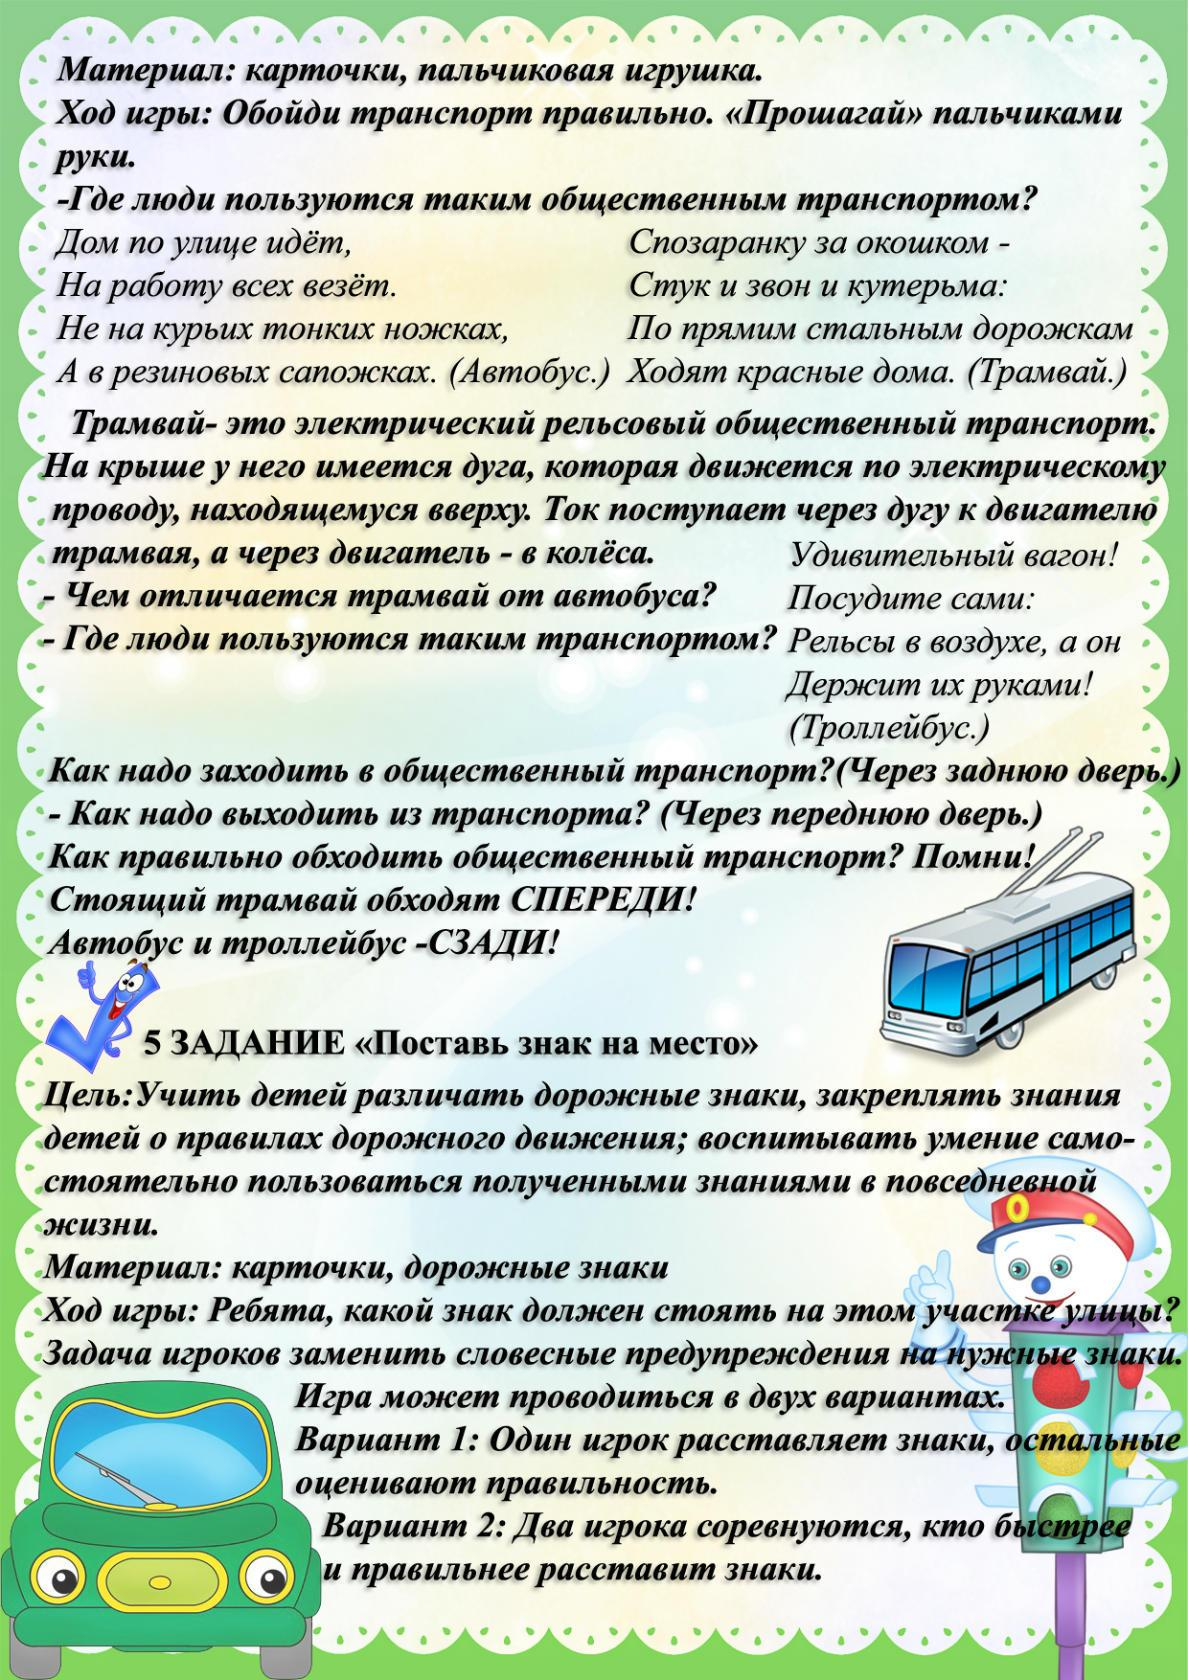 Материал: карточки, пальчиковая игрушка.
Ход игры: Обойди транспорт правильно. «Прошагай» пальчиками
руки.
-Где люди пользуются таким общественным транспортом?
Дом по улице идёт,
На работу всех везёт.
Не на курьих тонких ножках,
А в резиновых сапожках. (Автобус.)
Спозаранку за окошком -
Стук и звон и кутерьма:
По прямим стальным дорожкам
Ходят красные дома. (Трамвай.)
Трамвай- это электрический рельсовый общественный транспорт.
На крыше у него имеется дуга, которая движется по электрическому
проводу, находящемуся вверху. Ток поступает через дугу к двигателю
трамвая, а через двигатель - в колёса.
- Чем отличается трамвай от автобуса?
- Где люди пользуются таким транспортом?
Удивительный вагон!
Посудите сами:
Рельсы в воздухе, а он
Держит их руками!
(Троллейбус.)
Как надо заходить в общественный транспорт?(Через заднюю дверь.)
- Как надо выходить из транспорта? (Через переднюю дверь.)
Как правильно обходить общественный транспорт? Помни!
Стоящий трамвай обходят СПЕРЕДИ!
Автобус и троллейбус -СЗАДИ!
5 ЗАДАНИЕ «Поставь знак на место»
Цель:Учить детей различать дорожные знаки, закреплять знания
детей о правилах дорожного движения; воспитывать умение само-
стоятельно пользоваться полученными знаниями в повседневной
жизни.
Материал: карточки, дорожные знаки
Ход игры: Ребята, какой знак должен стоять на этом участке улицы?
Задача игроков заменить словесные предупреждения на нужные знаки.
Игра может проводиться в двух вариантах.
Вариант 1: Один игрок расставляет знаки, остальные
оценивают правильность.
Вариант 2: Два игрока соревнуются, кто быстрее
и правильнее расставит знаки.